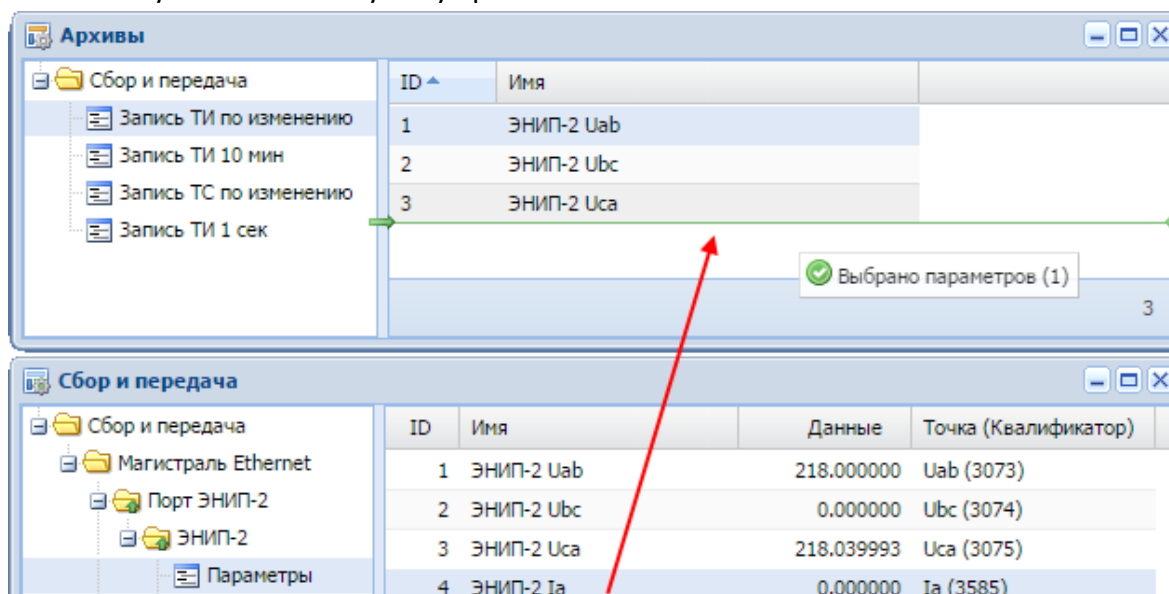 Архивы
Сбор и передача
Запись ТИ по изменению
Запись ТИ 10 мин
Запись ТС по изменению
Запись ТИ 1 сек
ID Имя
1 ЭНИП-2 Uab
2 ЭНИП-2 Ubc
3 ЭНИП-2 Uca
Выбрано параметров (1)
3
Сбор и передача
Сбор и передача
Магистраль Ethernet
Порт ЭНИП-2
ЭНИП-2
Параметры
ID Имя Данные Точка (Квалификатор)
1 ЭНИП-2 Uab 218.000000 Uab (3073)
2 ЭНИП-2 Ubc 0.000000 Ubc (3074)
3 ЭНИП-2 Uca 218.039993 Uca (3075)
4 ЭНИП-2 Ia 0.000000 Ia (3585)